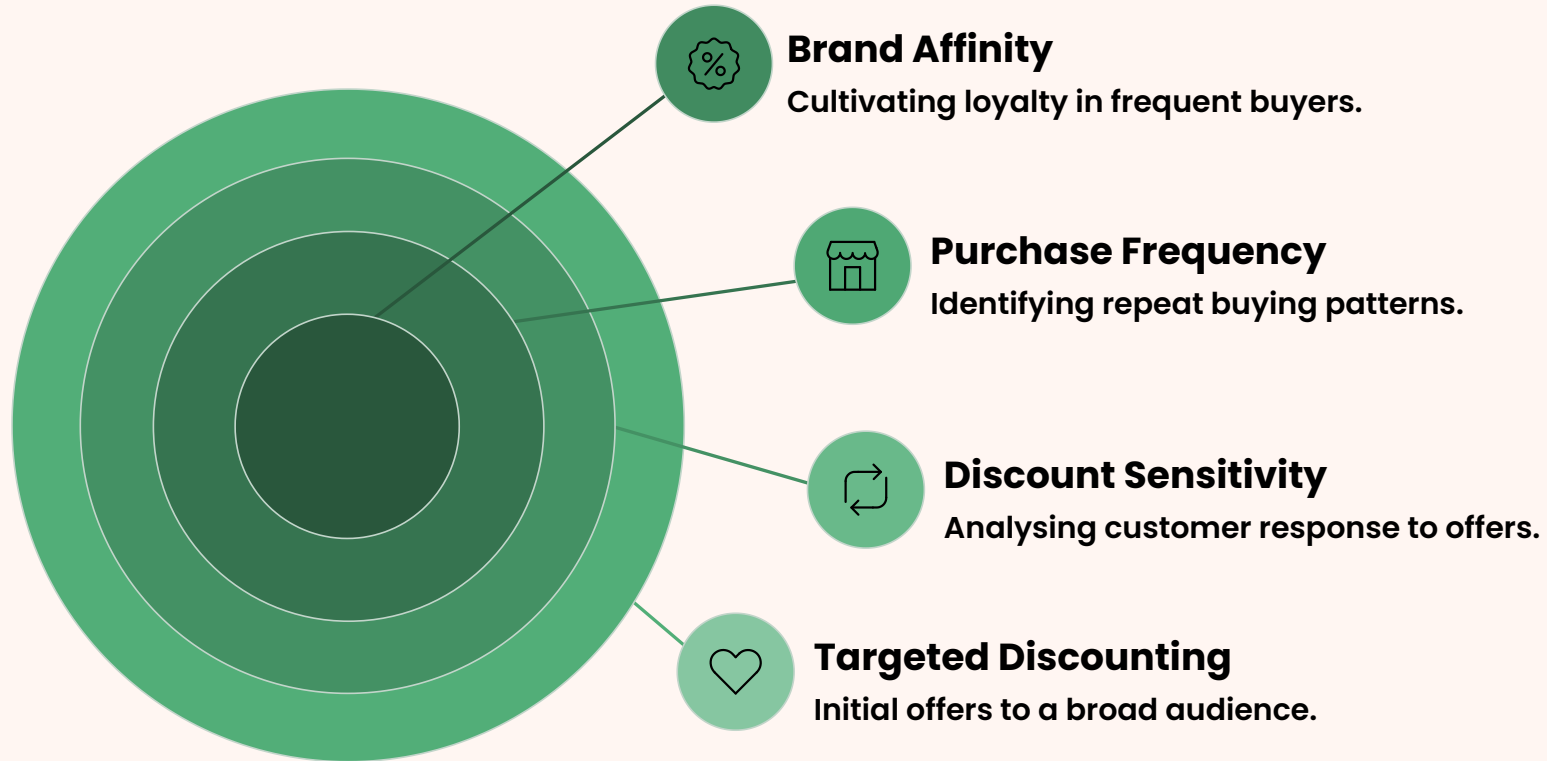 Brand Affinity
Cultivating loyalty in frequent buyers.
Purchase Frequency
Identifying repeat buying patterns.
Discount Sensitivity
Analysing customer response to offers.
Targeted Discounting
Initial offers to a broad audience.